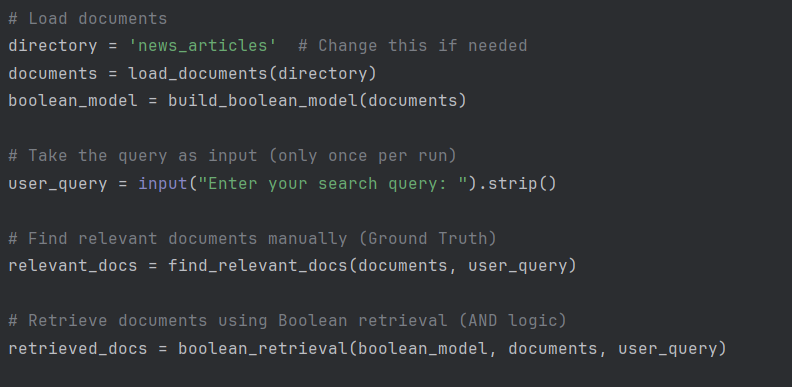 # Load documents
directory = 'news_articles'  # Change this if needed
documents = load_documents(directory)
boolean_model = build_boolean_model(documents)
# Take the query as input (only once per run)
user_query = input("Enter your search query: ").strip()
# Find relevant documents manually (Ground Truth)
relevant_docs = find_relevant_docs(documents, user_query)
# Retrieve documents using Boolean retrieval (AND logic)
retrieved_docs = boolean_retrieval(boolean_model, documents, user_query)